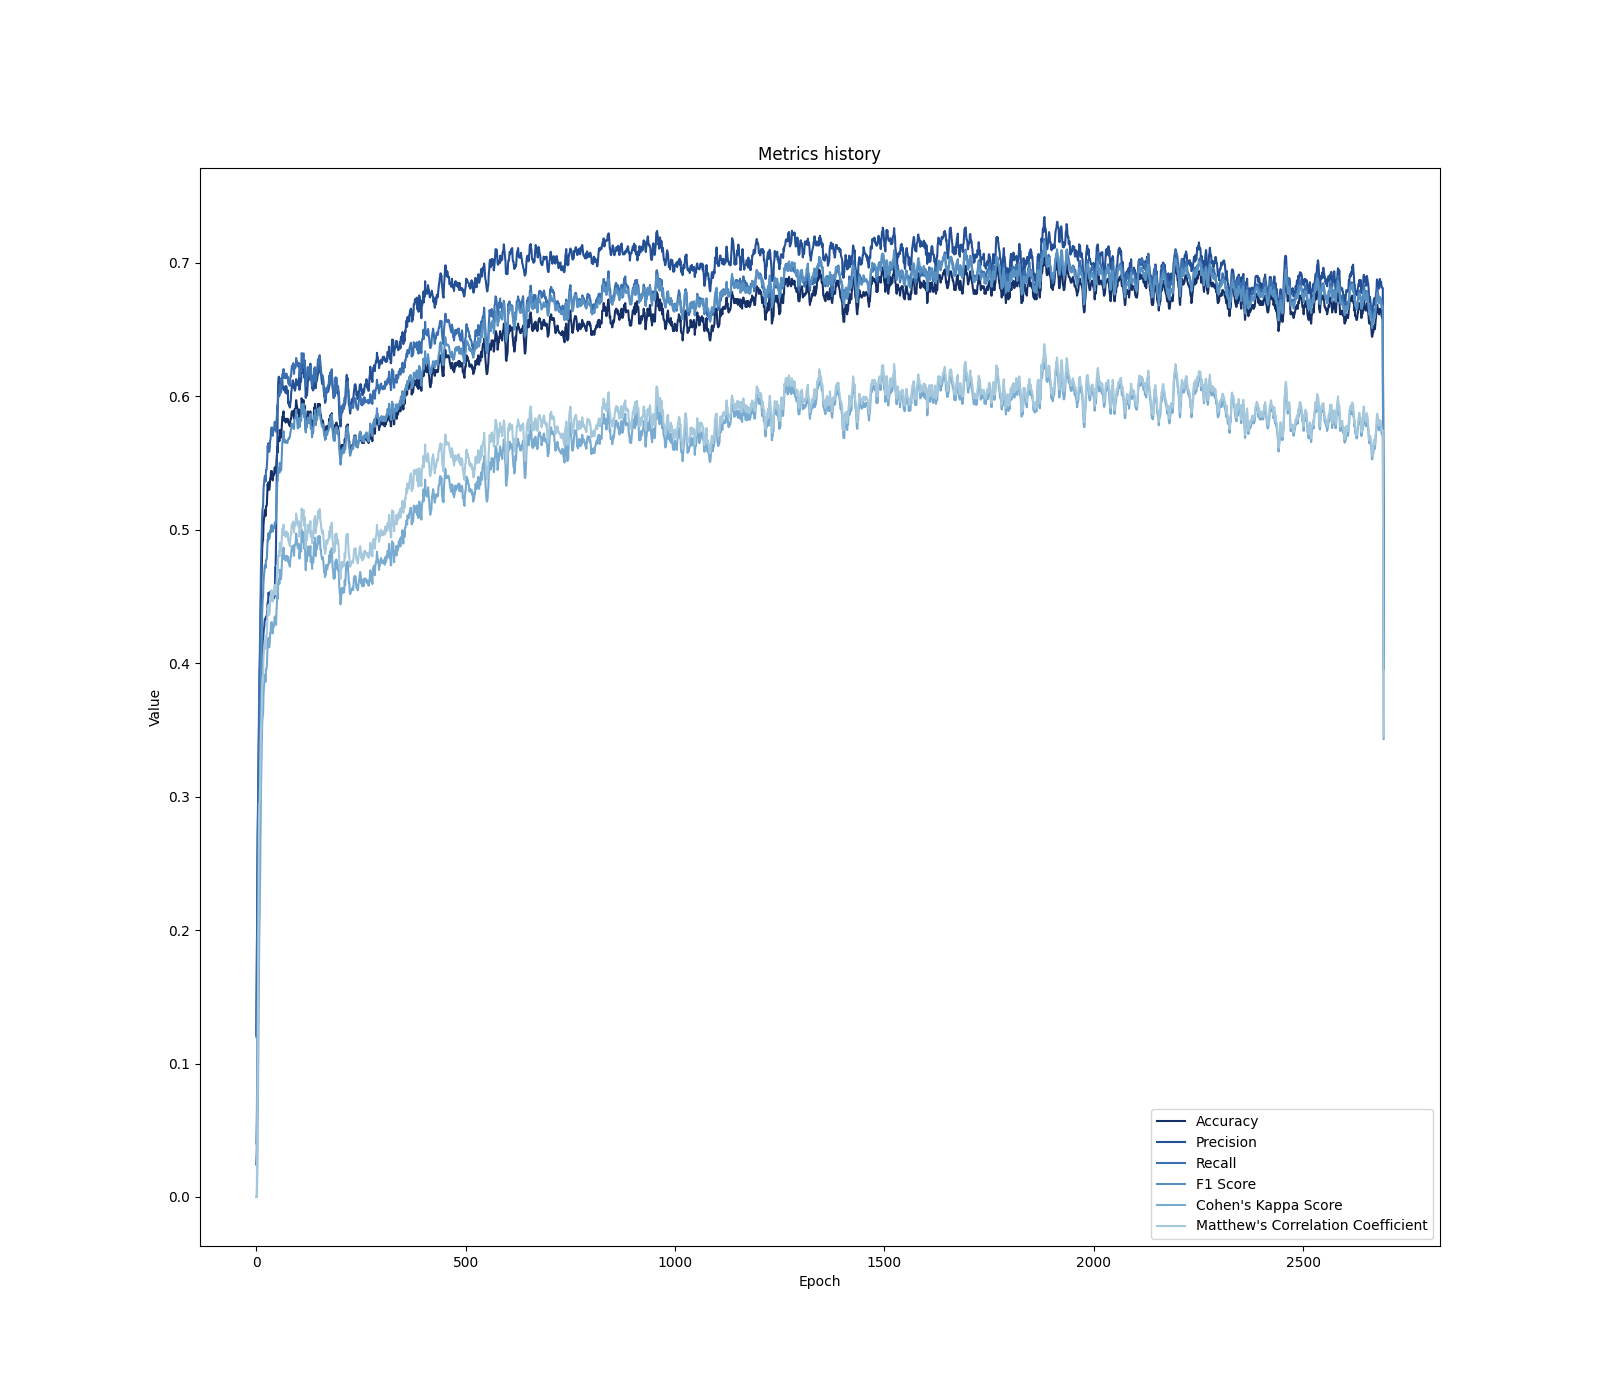 Metrics history
0.7
0.6
0.5
0.4
0.3
0.2
0.1
0.0
Value
0 500 1000 1500 2000 2500
Epoch
Accuracy
Precision
Recall
F1 Score
Cohen's Kappa Score
Matthew's Correlation Coefficient